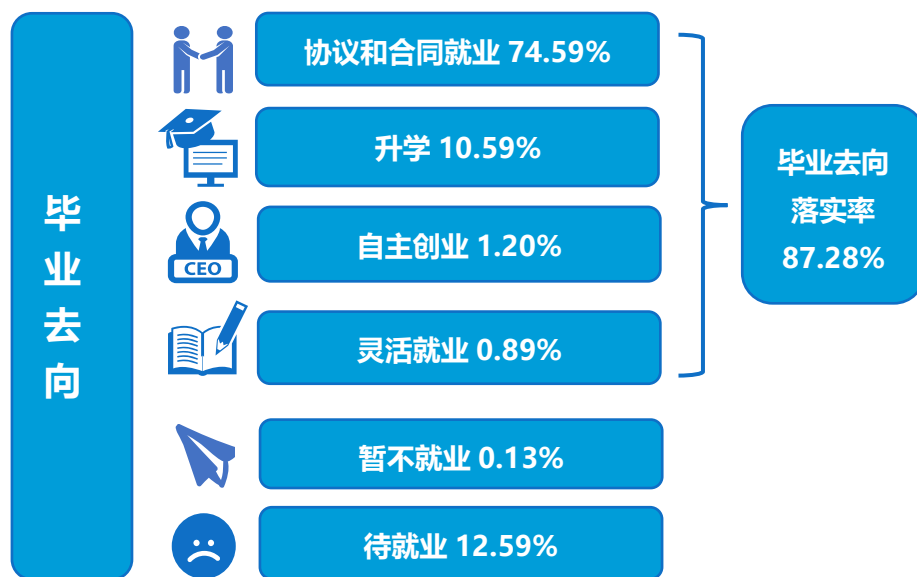 毕业去向
协议和合同就业 74.59%
升学 10.59%
CEO
自主创业 1.20%
灵活就业 0.89%
暂不就业 0.13%
待就业 12.59%
毕业去向
落实率
87.28%